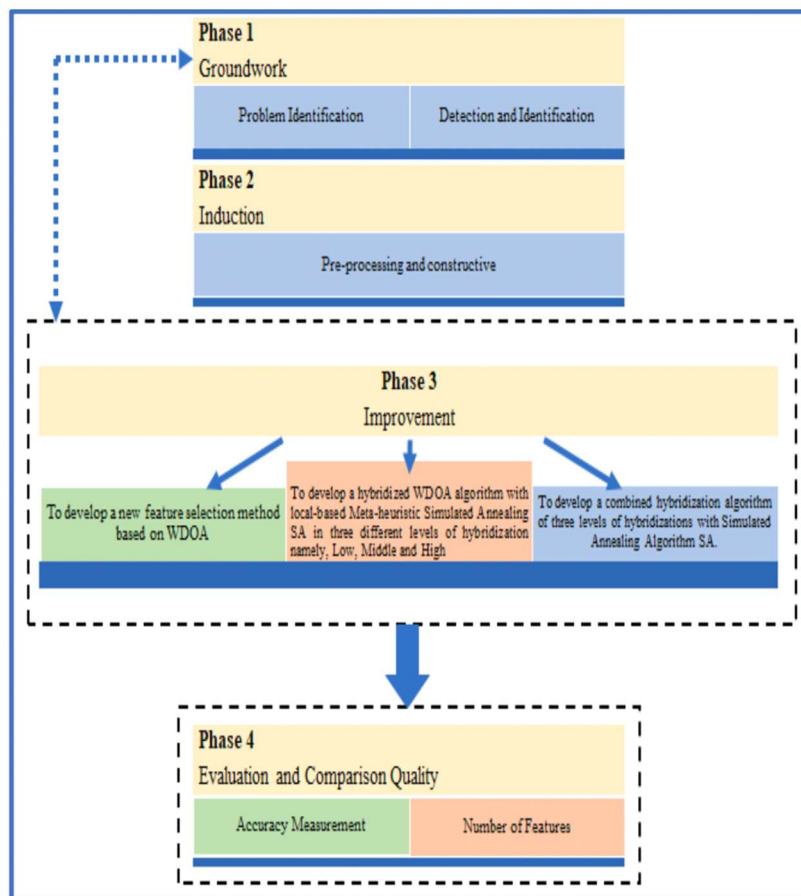 Phase 1
Groundwork
Problem Identification
Detection and Identification
Phase 2
Induction
Pre-processing and constructive
Phase 3
Improvement
To develop a new feature selection method
based on WDOA
To develop a hybridized WDOA algorithm with
local-based Meta-heuristic Simulated Annealing
SA in three different levels of hybridization
namely, Low, Middle and High
To develop a combined hybridization algorithm
of three levels of hybridizations with Simulated
Annealing Algorithm SA.
Phase 4
Evaluation and Comparison Quality
Accuracy Measurement
Number of Features